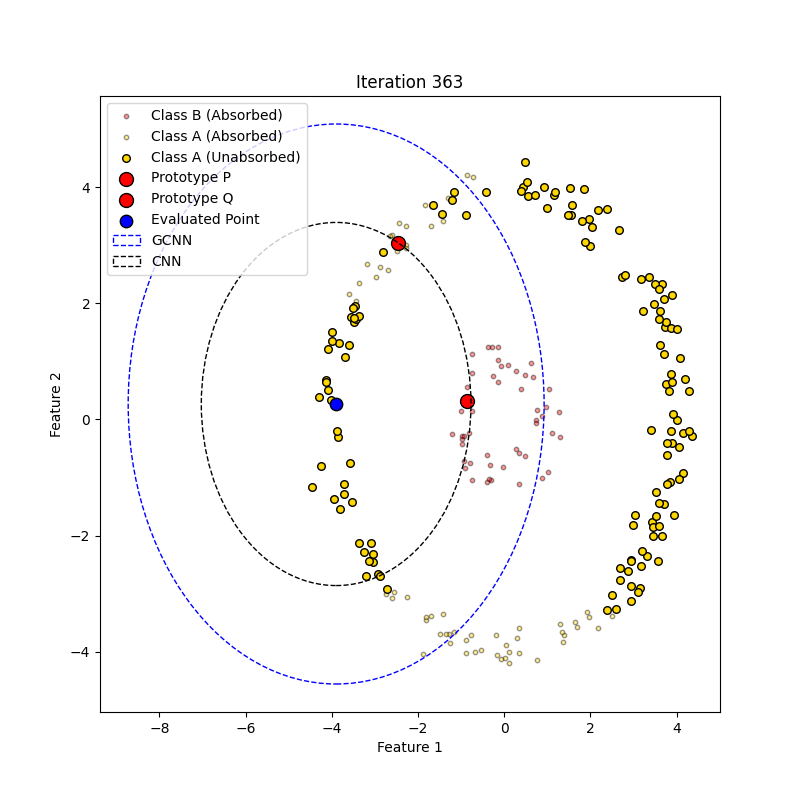 Iteration 363
Class B (Absorbed)
Class A (Absorbed)
Class A (Unabsorbed)
Prototype P
Prototype Q
Evaluated Point
GCNN
CNN
4
2
0
−2
−4
Feature 2
−8 −6 −4 −2 0 2 4
Feature 1